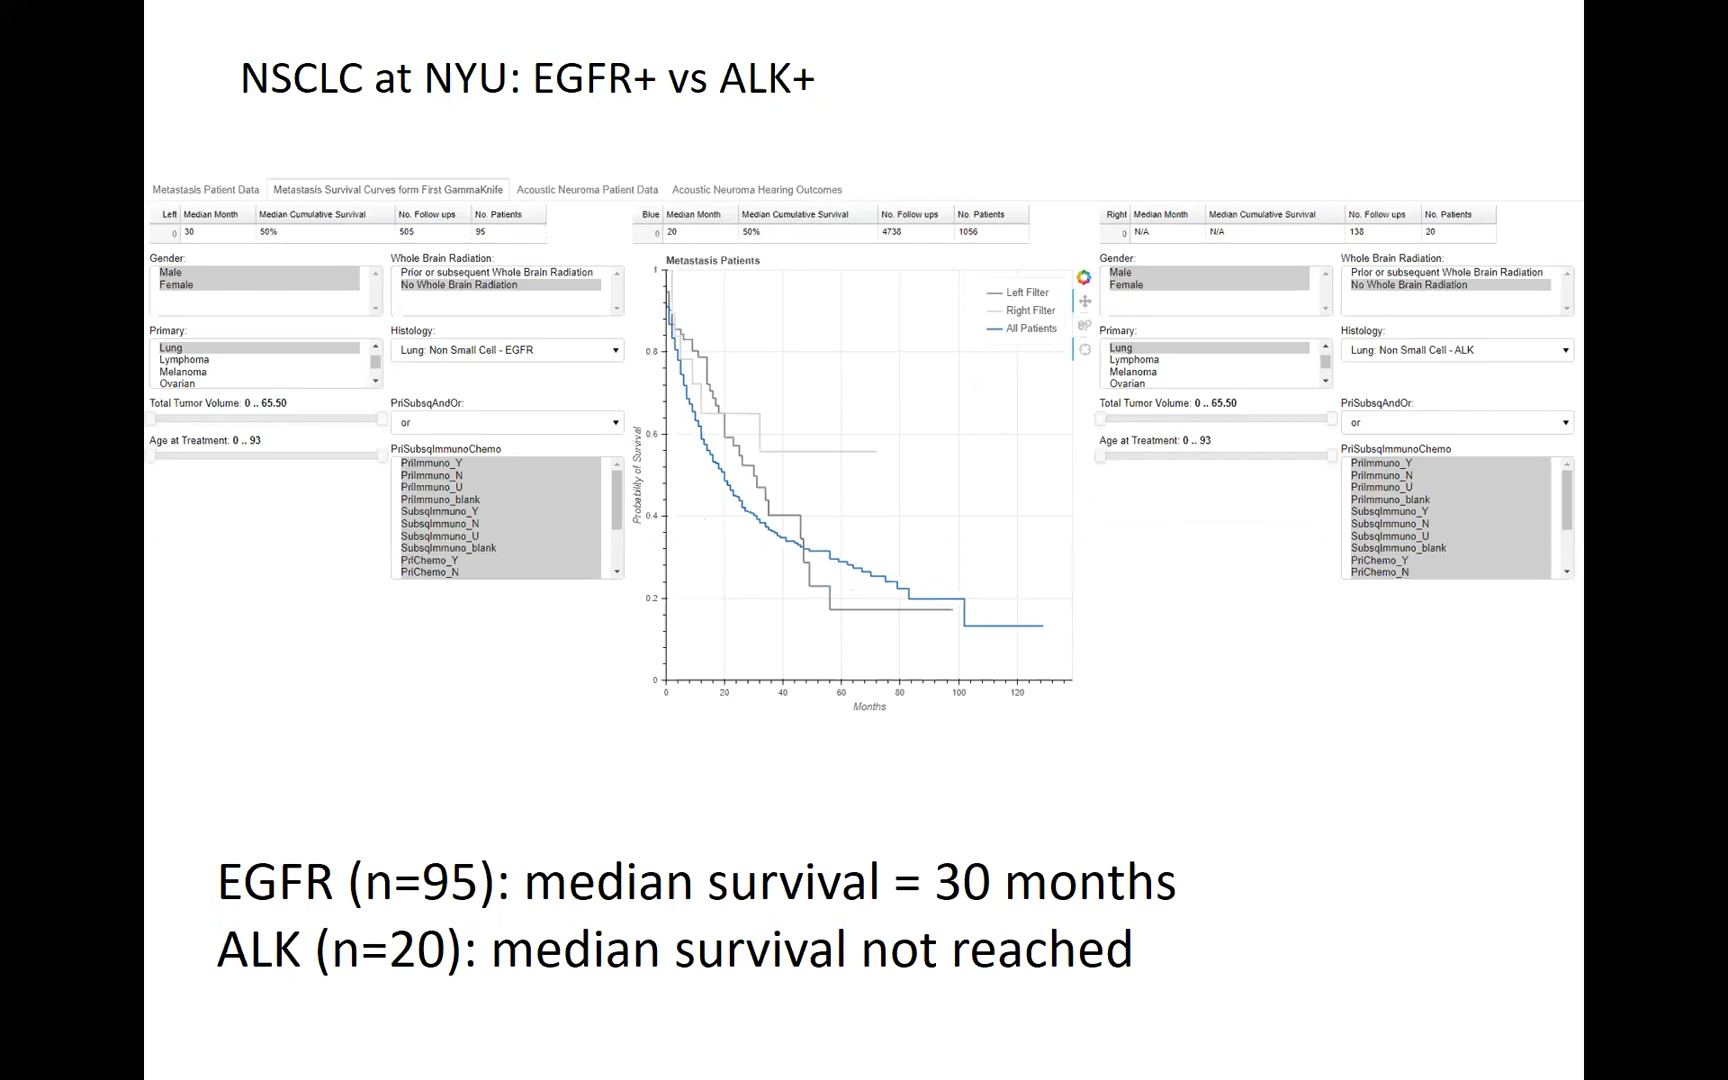 NSCLC at NYU: EGFR+ vs ALK+
Metastasis Patient Data Metastasis Survival Curves form First GammaKnife Acoustic Neuroma Patient Data Acoustic Neuroma Hearing Outcomes
Left Median Month Median Cumulative Survival No. Follow ups No. Patients
0 30 50% 505 95
Gender:
Male
Female
Whole Brain Radiation:
Prior or subsequent Whole Brain Radiation
No Whole Brain Radiation
Primary:
Lung
Lymphoma
Melanoma
Ovarian
Histology:
Lung: Non Small Cell - EGFR
Total Tumor Volume: 0 .. 65.50
PriSubsqAndOr:
or
Age at Treatment: 0 .. 93
PriSubsqImmunoChemo
PriImmuno_Y
PriImmuno_N
PriImmuno_U
PriImmuno_blank
SubsqImmuno_Y
SubsqImmuno_N
SubsqImmuno_U
SubsqImmuno_blank
PriChemo_Y
PriChemo_N
Blue Median Month Median Cumulative Survival No. Follow ups No. Patients
0 20 50% 4738 1056
Metastasis Patients
Left Filter
Right Filter
All Patients
Probability of Survival
1
0.8
0.6
0.4
0.2
0
0 20 40 60 80 100 120
Months
Right Median Month Median Cumulative Survival No. Follow ups No. Patients
0 N/A N/A 138 20
Gender:
Male
Female
Whole Brain Radiation:
Prior or subsequent Whole Brain Radiation
No Whole Brain Radiation
Primary:
Lung
Lymphoma
Melanoma
Ovarian
Histology:
Lung: Non Small Cell - ALK
Total Tumor Volume: 0 .. 65.50
PriSubsqAndOr:
or
Age at Treatment: 0 .. 93
PriSubsqImmunoChemo
PriImmuno_Y
PriImmuno_N
PriImmuno_U
PriImmuno_blank
SubsqImmuno_Y
SubsqImmuno_N
SubsqImmuno_U
SubsqImmuno_blank
PriChemo_Y
PriChemo_N
EGFR (n=95): median survival = 30 months
ALK (n=20): median survival not reached